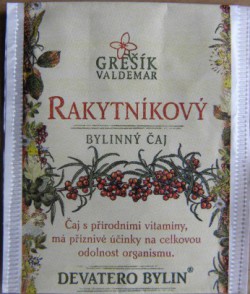 GREŠÍK
VALDEMAR
RAKYTNÍKOVÝ
BYLINNÝ ČAJ
Čaj s přírodními vitaminy,
má příznivé účinky na celkovou
odolnost organismu.
DEVATERO BYLIN®